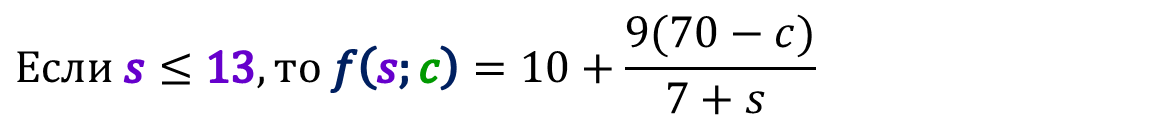 Если s ≤ 13, то f(s; c) = 10 + 9(70 − c) / 7 + s